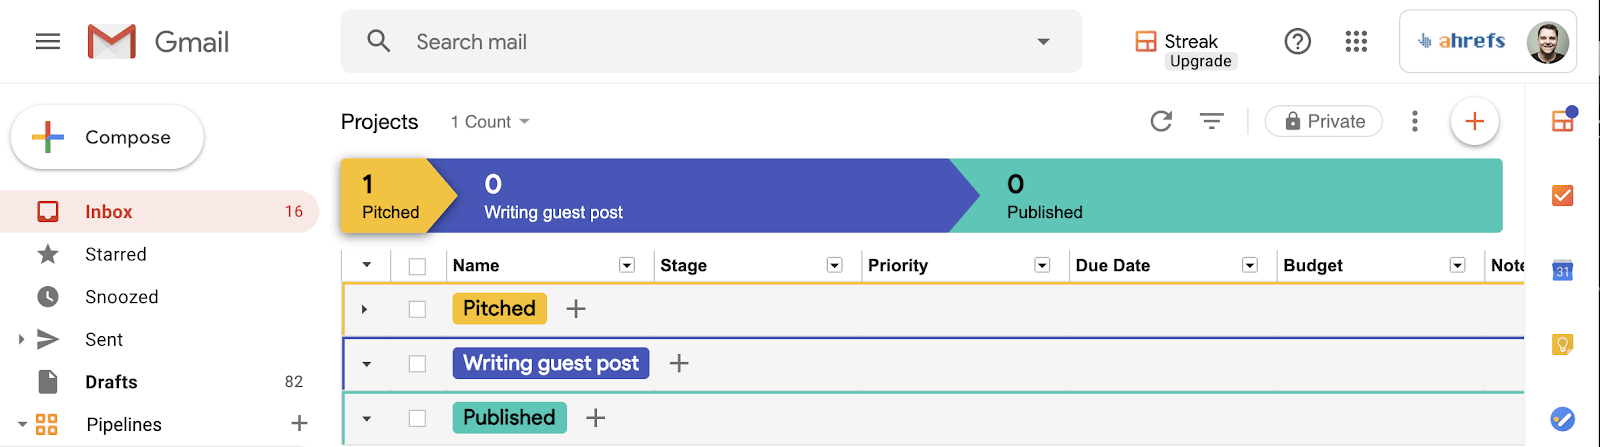 Gmail
Search mail
Streak
Upgrade
ahrefs
Compose
Projects
1 Count
Private
1
Pitched
0
Writing guest post
0
Published
Inbox 16
Starred
Snoozed
Sent
Drafts 82
Pipelines
Name Stage Priority Due Date Budget Note
Pitched
Writing guest post
Published
31